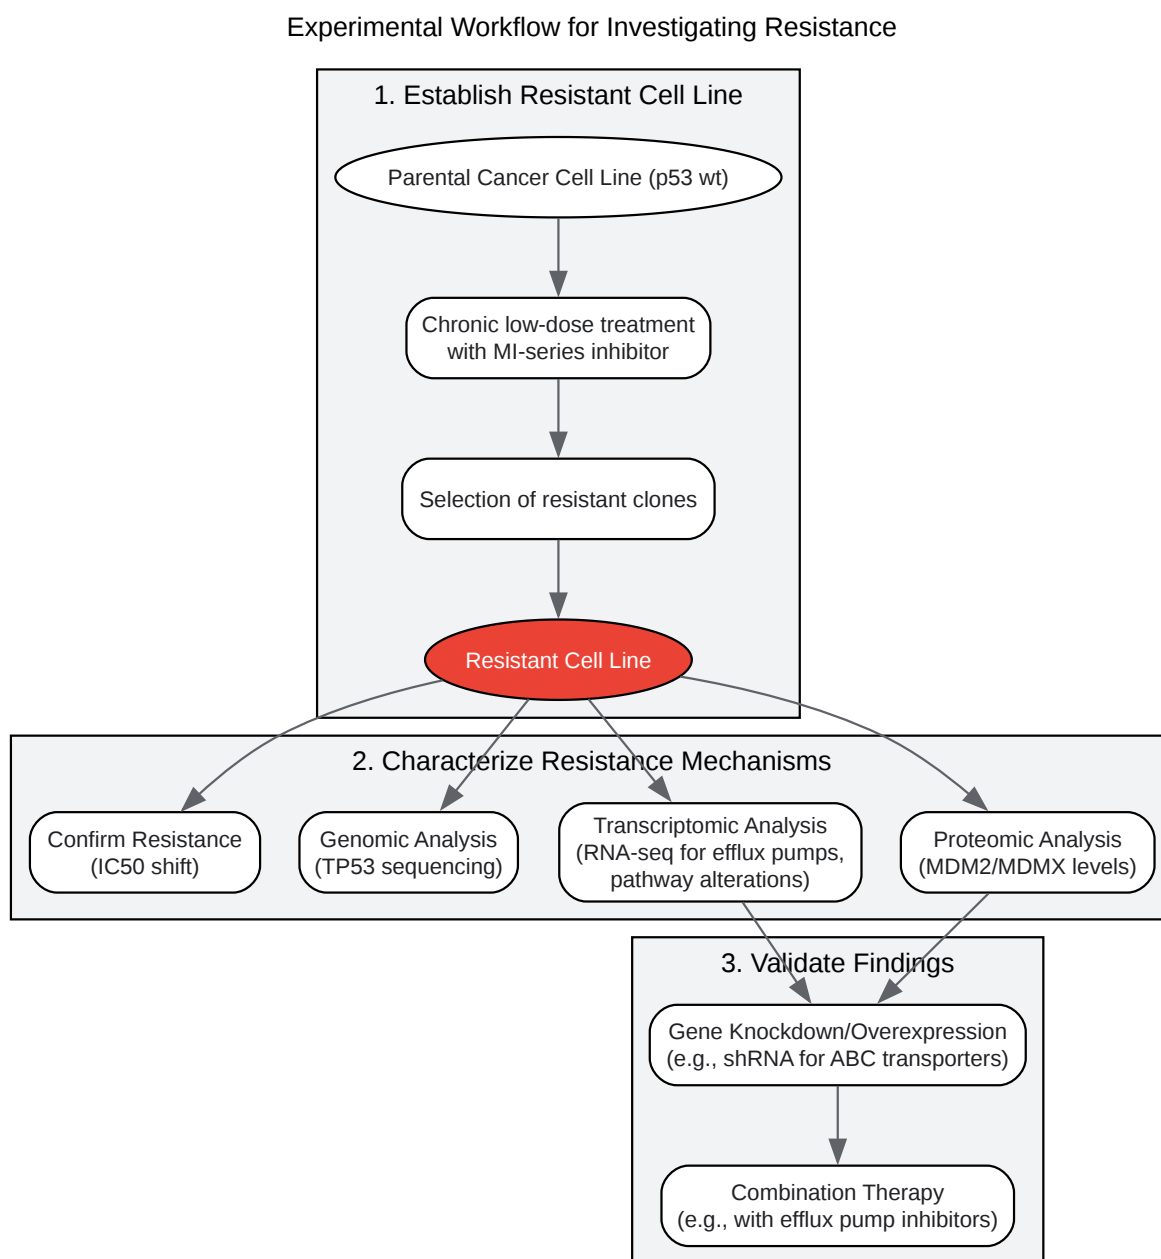 Experimental Workflow for Investigating Resistance
1. Establish Resistant Cell Line
Parental Cancer Cell Line (p53 wt)
Chronic low-dose treatment
with MI-series inhibitor
Selection of resistant clones
Resistant Cell Line
2. Characterize Resistance Mechanisms
Confirm Resistance
(IC50 shift)
Genomic Analysis
(TP53 sequencing)
Transcriptomic Analysis
(RNA-seq for efflux pumps,
pathway alterations)
Proteomic Analysis
(MDM2/MDMX levels)
3. Validate Findings
Gene Knockdown/Overexpression
(e.g., shRNA for ABC transporters)
Combination Therapy
(e.g., with efflux pump inhibitors)